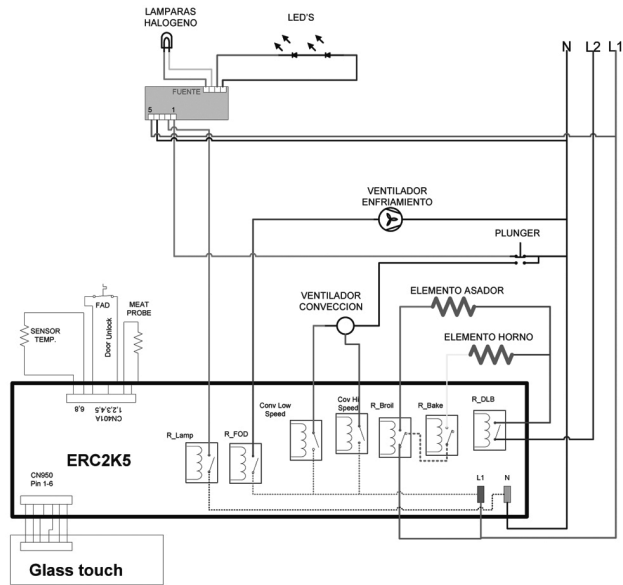 LAMPARAS
HALOGENO
LED'S
N L2 L1
FUENTE
5 1
VENTILADOR
ENFRIAMIENTO
PLUNGER
VENTILADOR
CONVECCION
ELEMENTO ASADOR
ELEMENTO HORNO
SENSOR
TEMP.
FAD
Door Unlock
MEAT
PROBE
6,8
1,2,3,4,5
CN401A
R_Lamp
R_FOD
Conv Low
Speed
Cov Hi
Speed
R_Broil
R_Bake
R_DLB
ERC2K5
CN950
Pin 1-6
L1 N
Glass touch